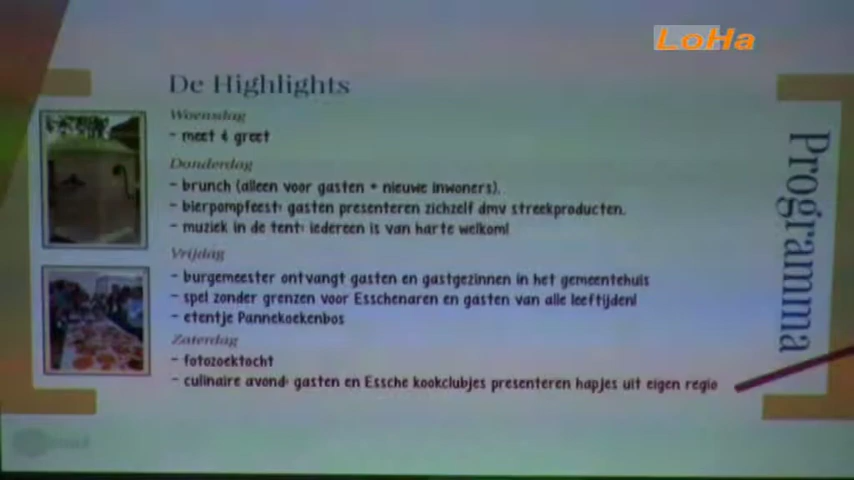 LoHa
De Highlights
Woensdag
- meet & greet
Donderdag
- brunch (alleen voor gasten + nieuwe inwoners).
- bierpompfeest: gasten presenteren zichzelf dmv streekproducten.
- muziek in de tent: iedereen is van harte welkom!
Vrijdag
- burgemeester ontvangt gasten en gastgezinnen in het gemeentehuis
- spel zonder grenzen voor Esschenaren en gasten van alle leeftijden!
- etentje Pannekoekenbos
Zaterdag
- fotozoektocht
- culinaire avond: gasten en Essche kookclubjes presenteren hapjes uit eigen regio
Programma